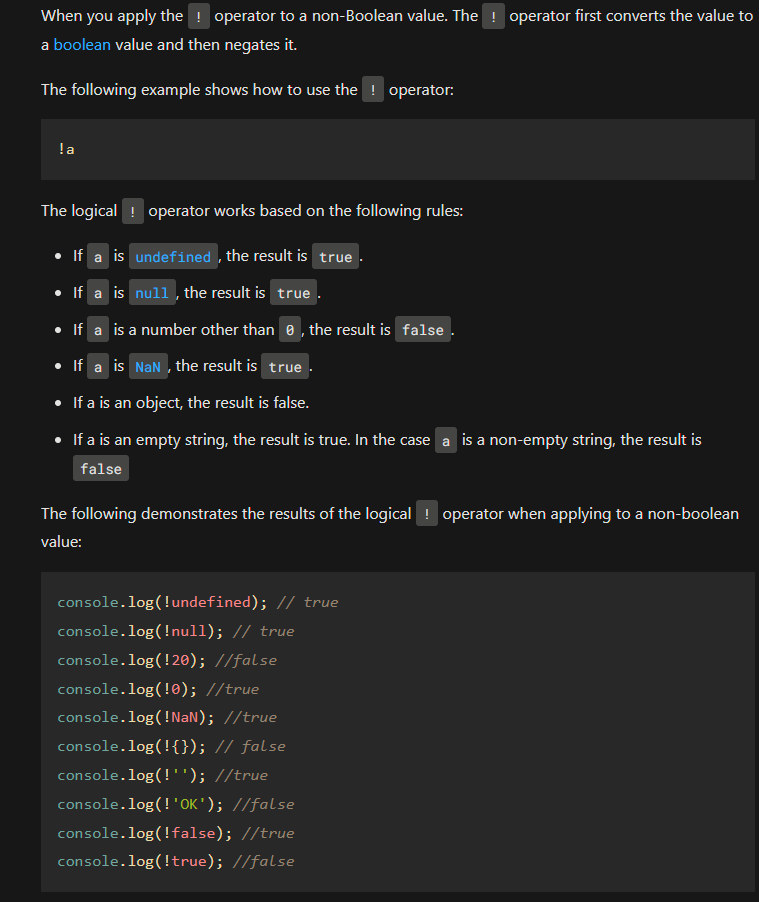 When you apply the ! operator to a non-Boolean value. The ! operator first converts the value to
a boolean value and then negates it.
The following example shows how to use the ! operator:
!a
The logical ! operator works based on the following rules:
• If a is undefined, the result is true.
• If a is null, the result is true.
• If a is a number other than 0, the result is false.
• If a is NaN, the result is true.
• If a is an object, the result is false.
• If a is an empty string, the result is true. In the case a is a non-empty string, the result is
false
The following demonstrates the results of the logical ! operator when applying to a non-boolean
value:
console.log(!undefined); // true
console.log(!null); // true
console.log(!20); //false
console.log(!0); //true
console.log(!NaN); //true
console.log(!{}); // false
console.log(!''); //true
console.log(!'OK'); //false
console.log(!false); //true
console.log(!true); //false